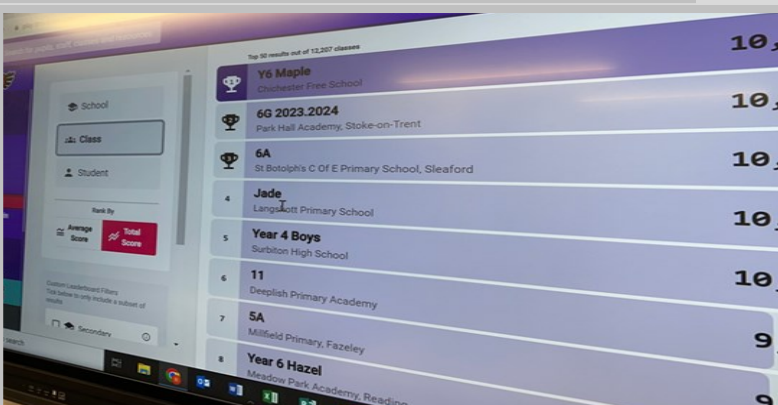 Top 50 results out of 12,207 classes
School
Class
Student
Rank By
Average
Score
Total
Score
Custom Leaderboard Filters
Tick below to only include a subset of
results.
Secondary
search
1
Y6 Maple
Chichester Free School
10,
2
6G 2023.2024
Park Hall Academy, Stoke-on-Trent
10,
3
6A
St Botolph's C Of E Primary School, Sleaford
10,
4
Jade
Langscott Primary School
10,
5
Year 4 Boys
Surbiton High School
10,
6
11
Deeplish Primary Academy
10,
7
5A
Millfield Primary, Fazeley
9,
8
Year 6 Hazel
Meadow Park Academy, Reading
9